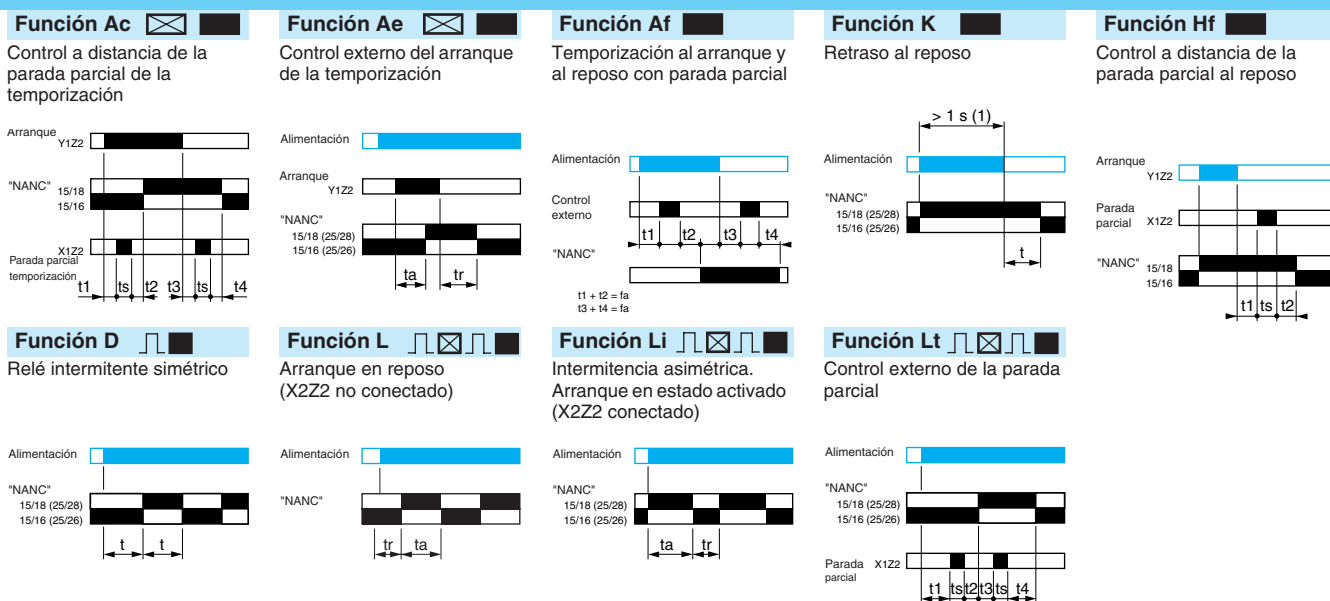 Función Ac
Control a distancia de la
parada parcial de la
temporización
Arranque
Y1Z2
"NANC"
15/18
15/16
X1Z2
Parada parcial
temporización
t1 ts t2 t3 ts t4
Función Ae
Control externo del arranque
de la temporización
Alimentación
Arranque
Y1Z2
"NANC"
15/18 (25/28)
15/16 (25/26)
ta tr
Función Af
Temporización al arranque y
al reposo con parada parcial
Alimentación
Control
externo
t1 t2 t3 t4
"NANC"
t1 + t2 = fa
t3 + t4 = fa
Función K
Retraso al reposo
> 1 s (1)
Alimentación
"NANC"
15/18 (25/28)
15/16 (25/26)
t
Función Hf
Control a distancia de la
parada parcial al reposo
Arranque
Y1Z2
Parada
parcial
X1Z2
"NANC"
15/18
15/16
t1 ts t2
Función D
Relé intermitente simétrico
Alimentación
"NANC"
15/18 (25/28)
15/16 (25/26)
t t
Función L
Arranque en reposo
(X2Z2 no conectado)
Alimentación
"NANC"
tr ta
Función Li
Intermitencia asimétrica.
Arranque en estado activado
(X2Z2 conectado)
Alimentación
"NANC"
15/18 (25/28)
15/16 (25/26)
ta tr
Función Lt
Control externo de la parada
parcial
Alimentación
"NANC"
15/18 (25/28)
15/16 (25/26)
Parada
parcial
X1Z2
t1 ts t2 t3 ts t4